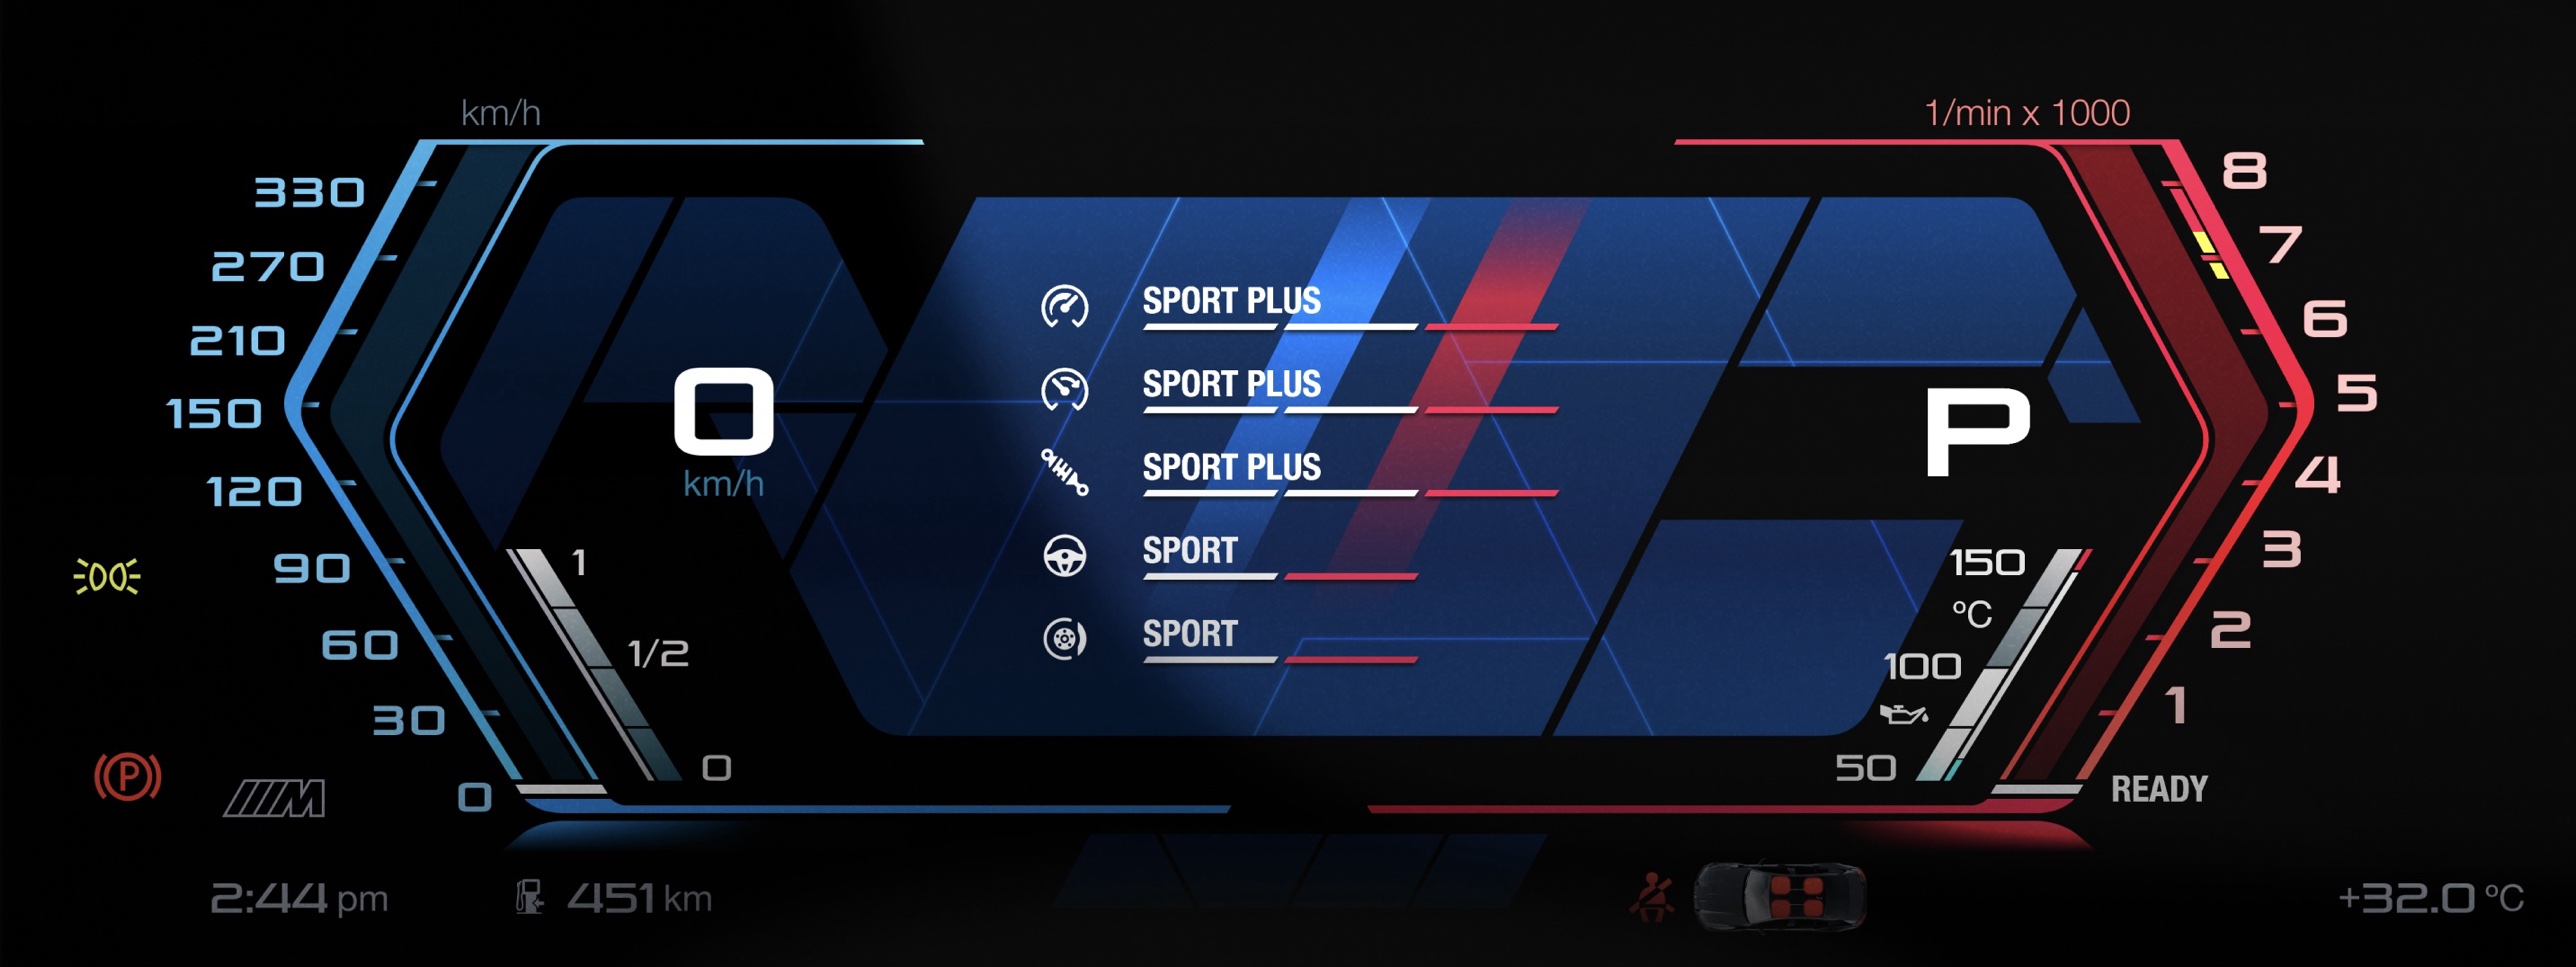 km/h
1/min x 1000
330
270
210
150
120
90
60
30
0
8
7
6
5
4
3
2
1
SPORT PLUS
SPORT PLUS
SPORT PLUS
SPORT
SPORT
0
km/h
P
1
1/2
0
150
°C
100
50
P
M
READY
2:44 pm
451 km
+32.0 °C